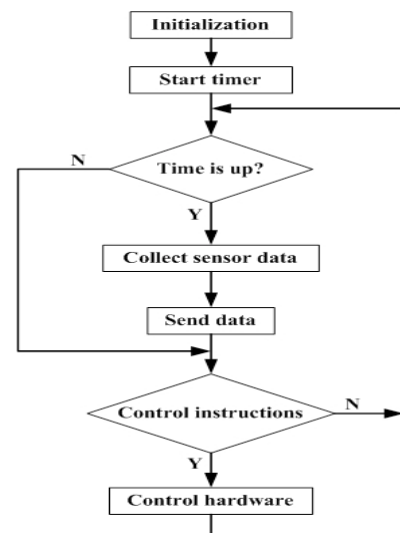 Initialization
Start timer
N
Time is up?
Y
Collect sensor data
Send data
Control instructions
N
Y
Control hardware